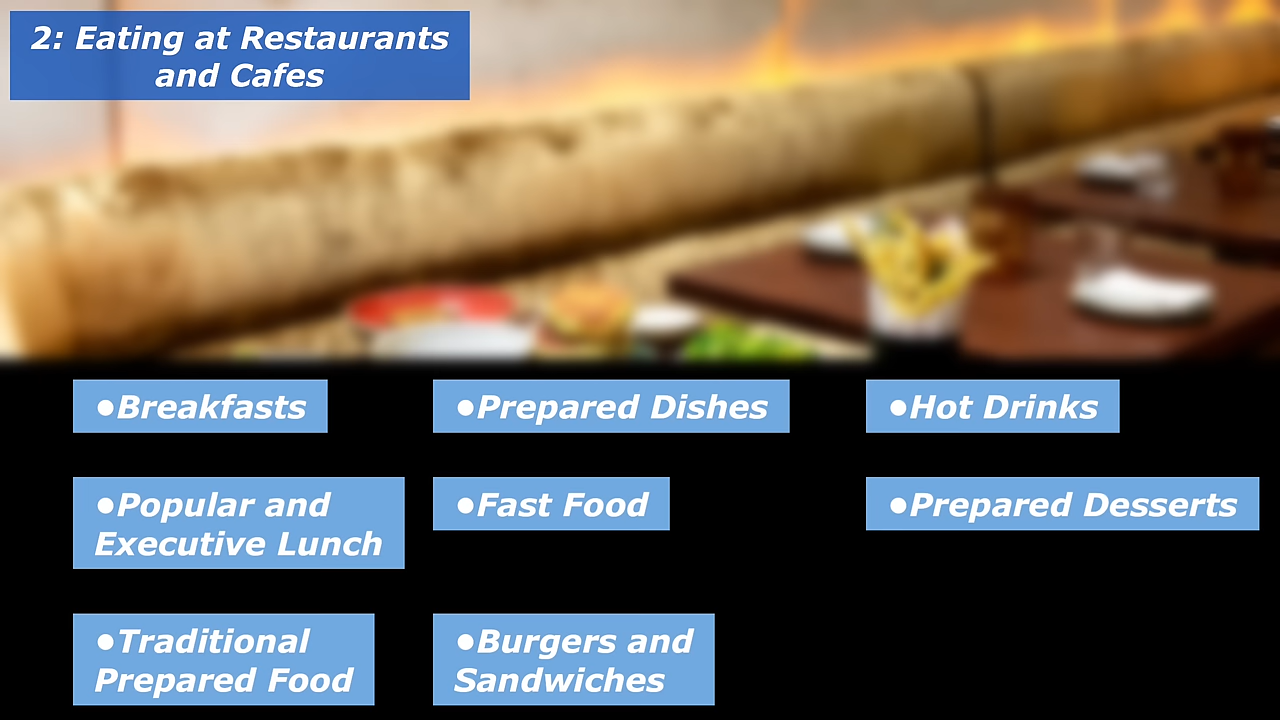 2: Eating at Restaurants
and Cafes
●Breakfasts
●Popular and
Executive Lunch
●Traditional
Prepared Food
●Prepared Dishes
●Fast Food
●Burgers and
Sandwiches
●Hot Drinks
●Prepared Desserts